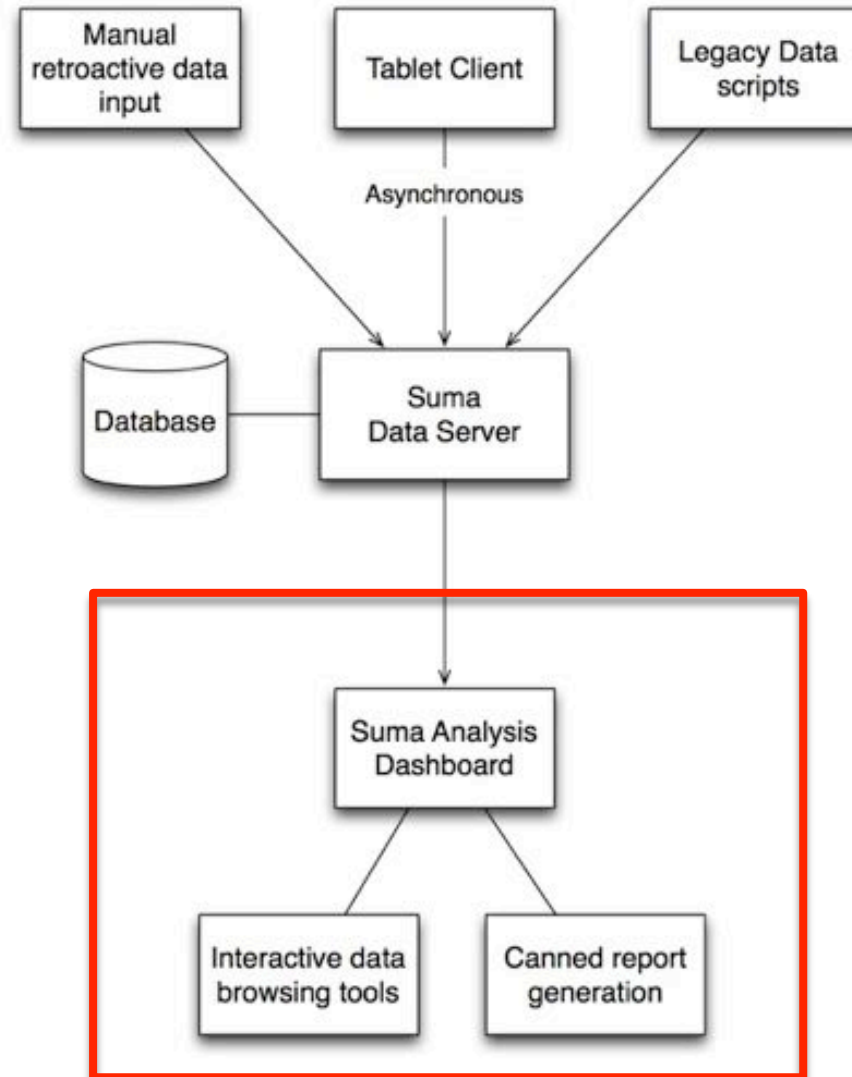 Manual
retroactive data
input
Tablet Client
Legacy Data
scripts
Asynchronous
Database
Suma
Data Server
Suma Analysis
Dashboard
Interactive data
browsing tools
Canned report
generation